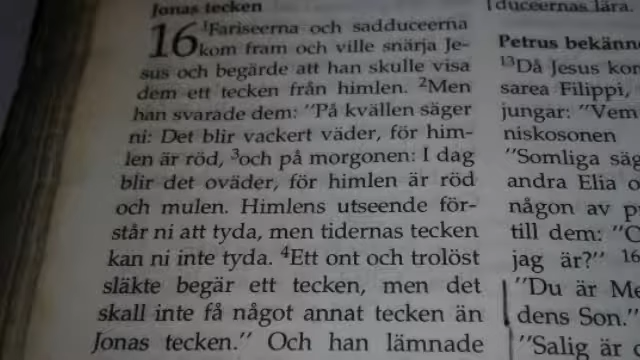 Jonas tecken
16 ¹Fariseerna och sadduceerna
kom fram och ville snärja Je-
sus och begärde att han skulle visa
dem ett tecken från himlen. ²Men
han svarade dem: "På kvällen säger
ni: Det blir vackert väder, för him-
len är röd, ³och på morgonen: I dag
blir det oväder, för himlen är röd
och mulen. Himlens utseende för-
står ni att tyda, men tidernas tecken
kan ni inte tyda. ⁴Ett ont och trolöst
släkte begär ett tecken, men det
skall inte få något annat tecken än
Jonas tecken." Och han lämnade
duceernas lära.
Petrus bekänn
¹³Då Jesus kom
sarea Filippi,
jungar: "Vem
niskosonen
"Somliga säg
andra Elia o
någon av p
till dem: "
jag är?" ¹⁶
"Du är Me
dens Son."
"Salig är